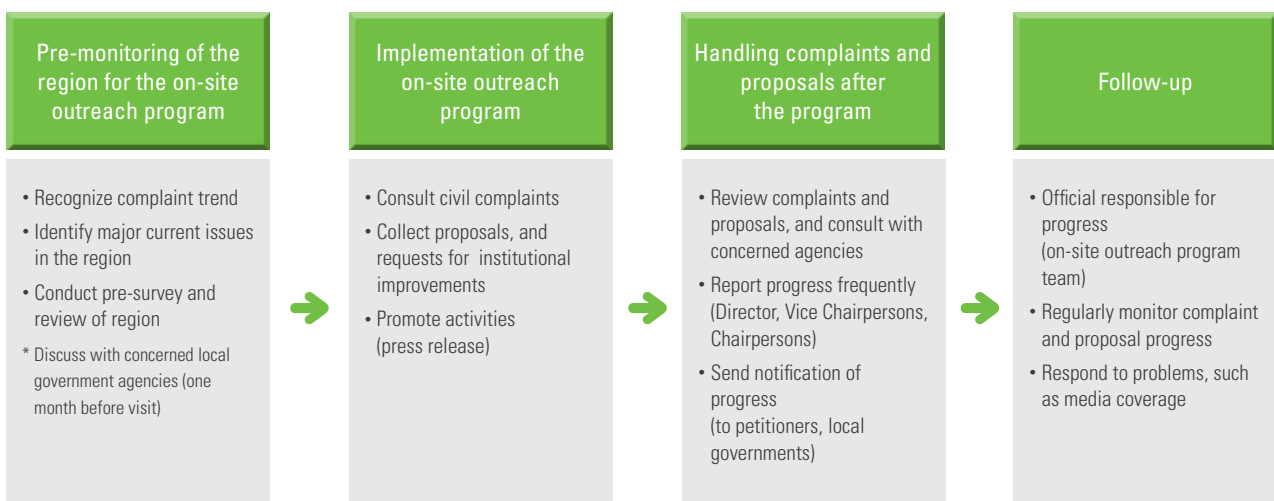 Pre-monitoring of the
region for the on-site
outreach program
• Recognize complaint trend
• Identify major current issues
in the region
• Conduct pre-survey and
review of region
* Discuss with concerned local
government agencies (one
month before visit)
Implementation of the
on-site outreach
program
• Consult civil complaints
• Collect proposals, and
requests for institutional
improvements
• Promote activities
(press release)
Handling complaints and
proposals after
the program
• Review complaints and
proposals, and consult with
concerned agencies
• Report progress frequently
(Director, Vice Chairpersons,
Chairpersons)
• Send notification of
progress
(to petitioners, local
governments)
Follow-up
• Official responsible for
progress
(on-site outreach program
team)
• Regularly monitor complaint
and proposal progress
• Respond to problems, such
as media coverage